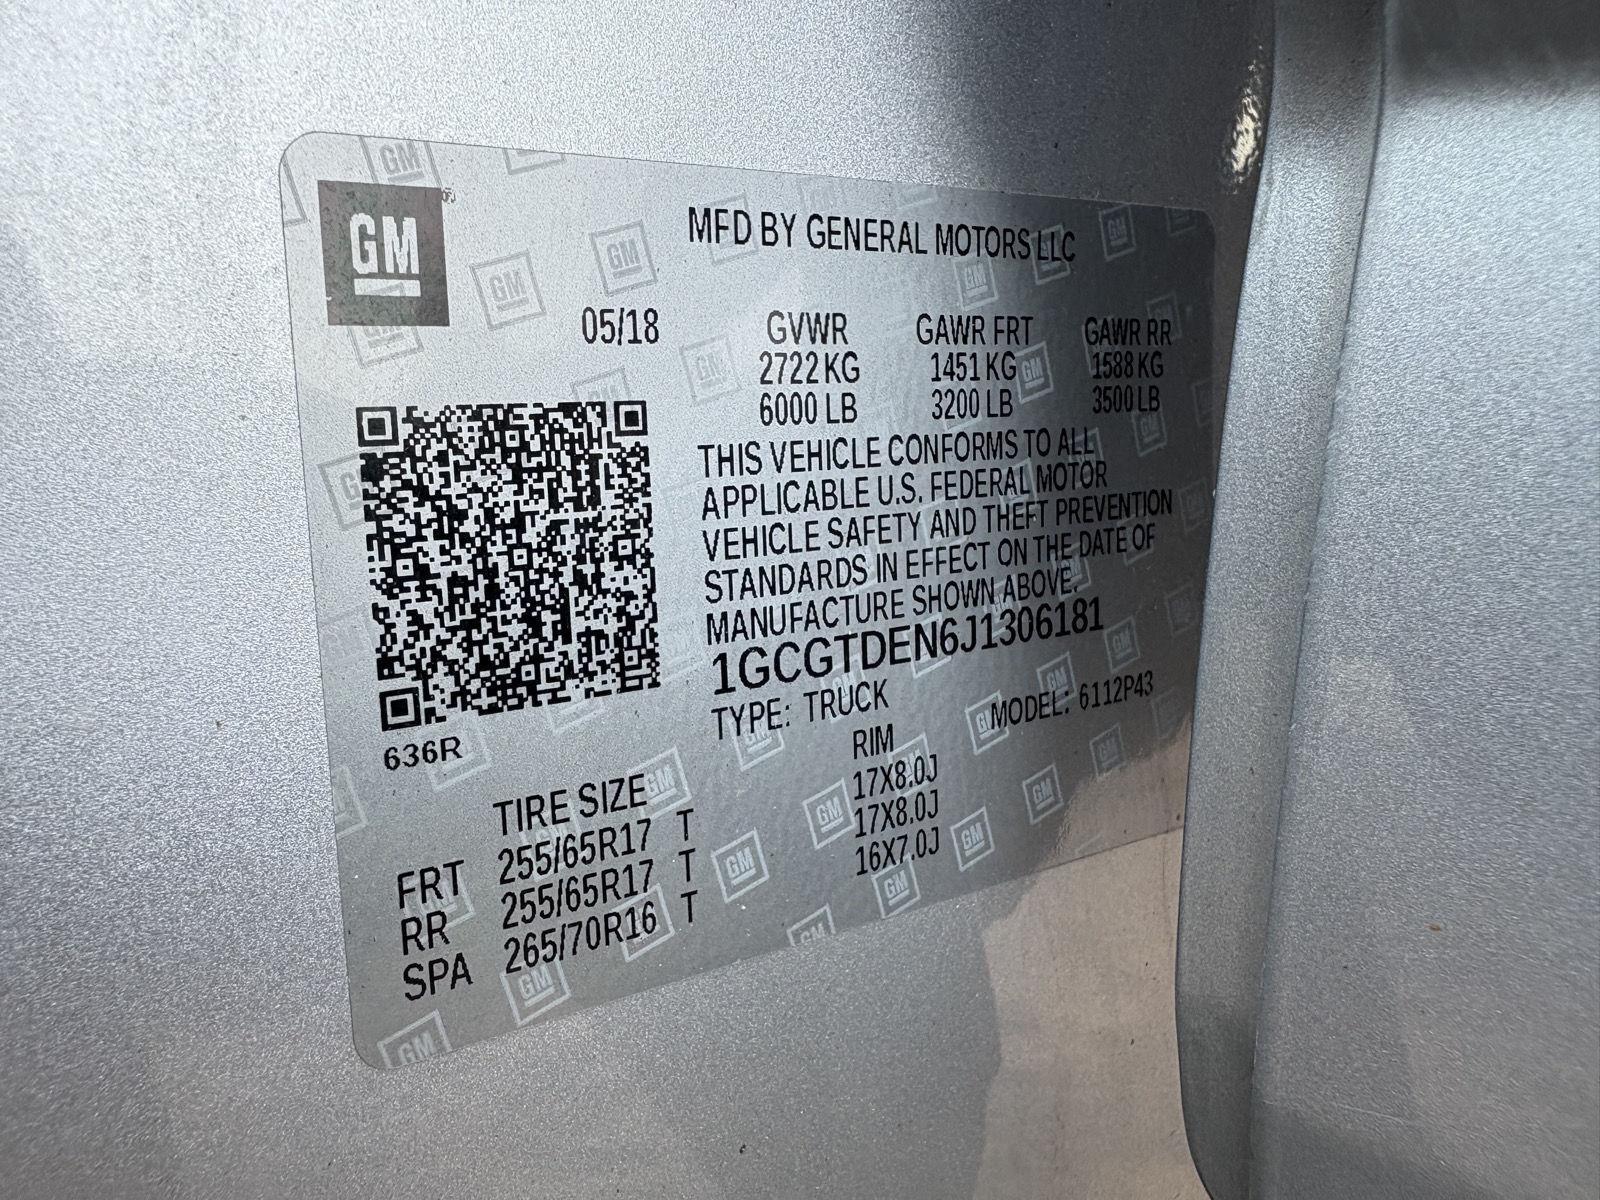 GM
MFD BY GENERAL MOTORS LLC
05/18
GVWR GAWR FRT GAWR RR
2722 KG 1451 KG 1588 KG
6000 LB 3200 LB 3500 LB
THIS VEHICLE CONFORMS TO ALL
APPLICABLE U.S. FEDERAL MOTOR
VEHICLE SAFETY AND THEFT PREVENTION
STANDARDS IN EFFECT ON THE DATE OF
MANUFACTURE SHOWN ABOVE.
1GCGTDEN6J1306181
TYPE: TRUCK MODEL: 6112P43
636R
TIRE SIZE RIM
FRT 255/65R17 T 17X8.0J
RR 255/65R17 T 17X8.0J
SPA 265/70R16 T 16X7.0J